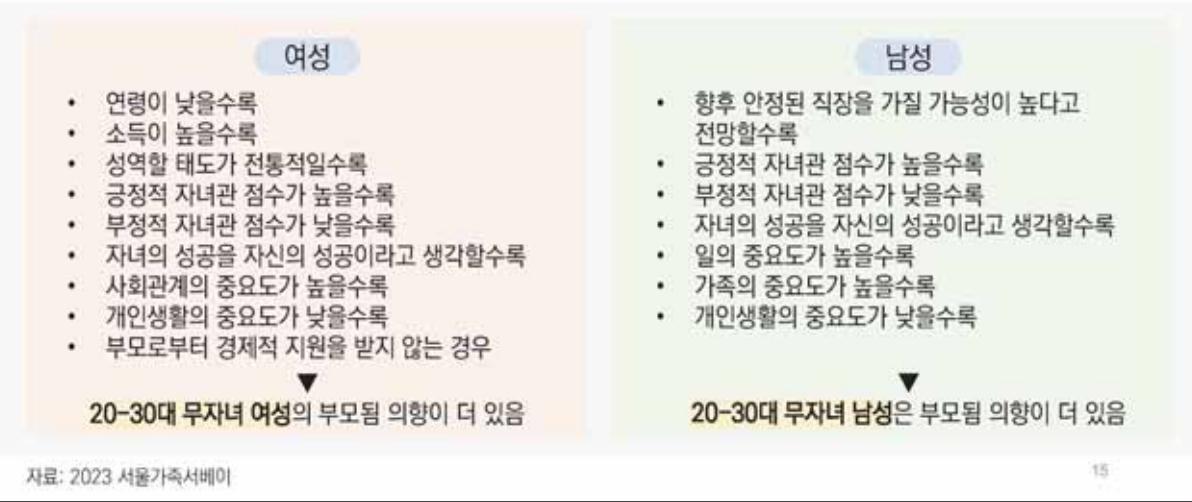 여성
• 연령이 낮을수록
• 소득이 높을수록
• 성역할 태도가 전통적일수록
• 긍정적 자녀관 점수가 높을수록
• 부정적 자녀관 점수가 낮을수록
• 자녀의 성공을 자신의 성공이라고 생각할수록
• 사회관계의 중요도가 높을수록
• 개인생활의 중요도가 낮을수록
• 부모로부터 경제적 지원을 받지 않는 경우
▼
20-30대 무자녀 여성의 부모됨 의향이 더 있음
남성
• 향후 안정된 직장을 가질 가능성이 높다고
전망할수록
• 긍정적 자녀관 점수가 높을수록
• 부정적 자녀관 점수가 낮을수록
• 자녀의 성공을 자신의 성공이라고 생각할수록
• 일의 중요도가 높을수록
• 가족의 중요도가 높을수록
• 개인생활의 중요도가 낮을수록
▼
20-30대 무자녀 남성은 부모됨 의향이 더 있음
자료: 2023 서울가족서베이
15